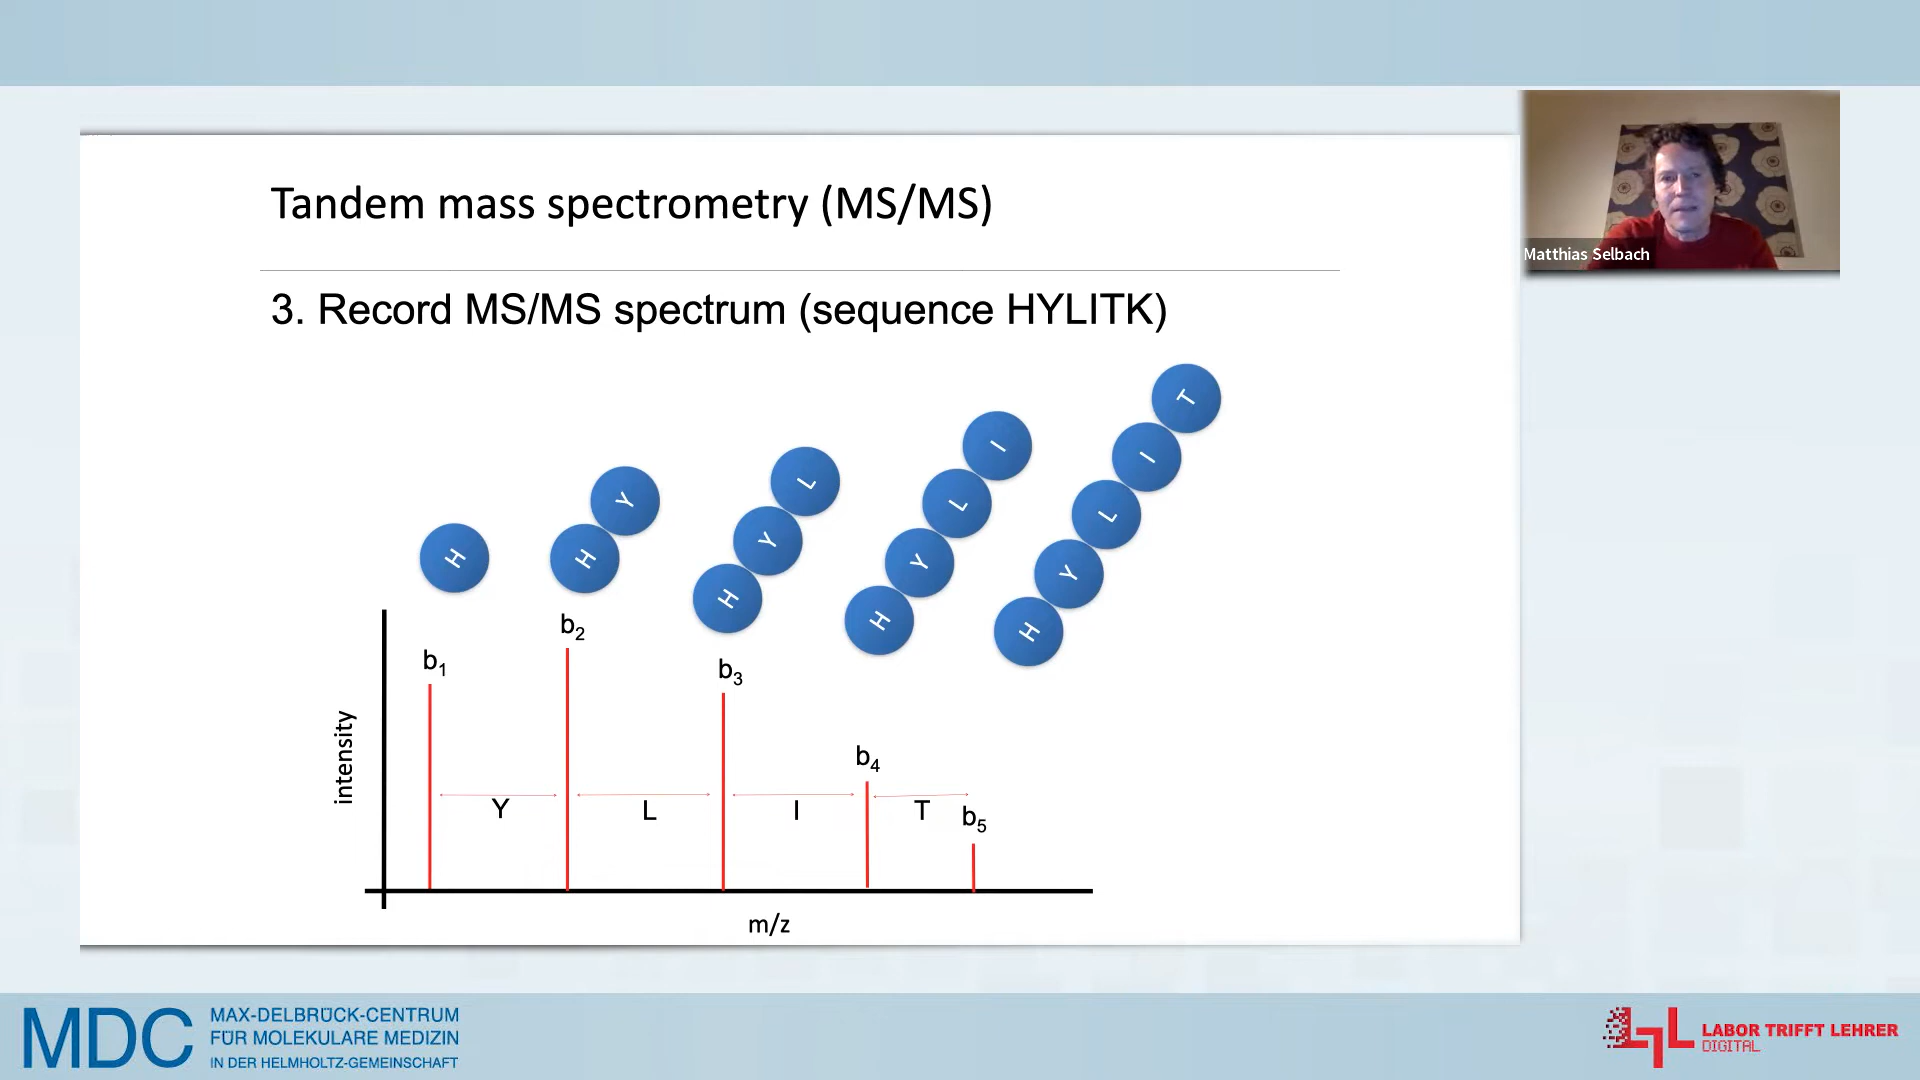 Tandem mass spectrometry (MS/MS)
Matthias Selbach
3. Record MS/MS spectrum (sequence HYLITK)
H
H Y
H Y L
H Y L I
H Y L I T
b1
b2
b3
b4
b5
Y
L
I
T
intensity
m/z
MDC
MAX-DELBRÜCK-CENTRUM
FÜR MOLEKULARE MEDIZIN
IN DER HELMHOLTZ-GEMEINSCHAFT
LTL
LABOR TRIFFT LEHRER
DIGITAL